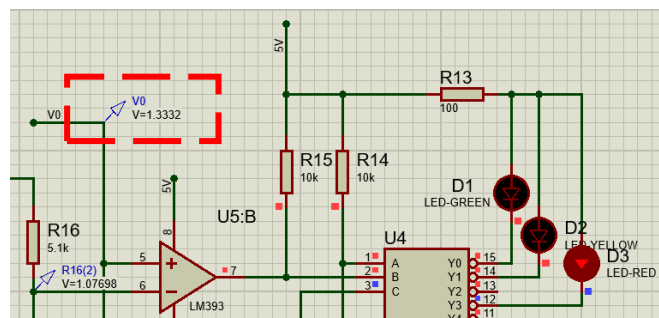 5V
R13
100
V0
V0
V=1.3332
R15
10k
R14
10k
D1
LED-GREEN
5V
U5:B
D2
LED-YELLOW
R16
5.1k
8
U4
D3
LED-RED
5
7
1
A
Y0
15
R16(2)
V=1.07698
2
B
Y1
14
6
3
C
Y2
13
LM393
Y3
12
Y4
11